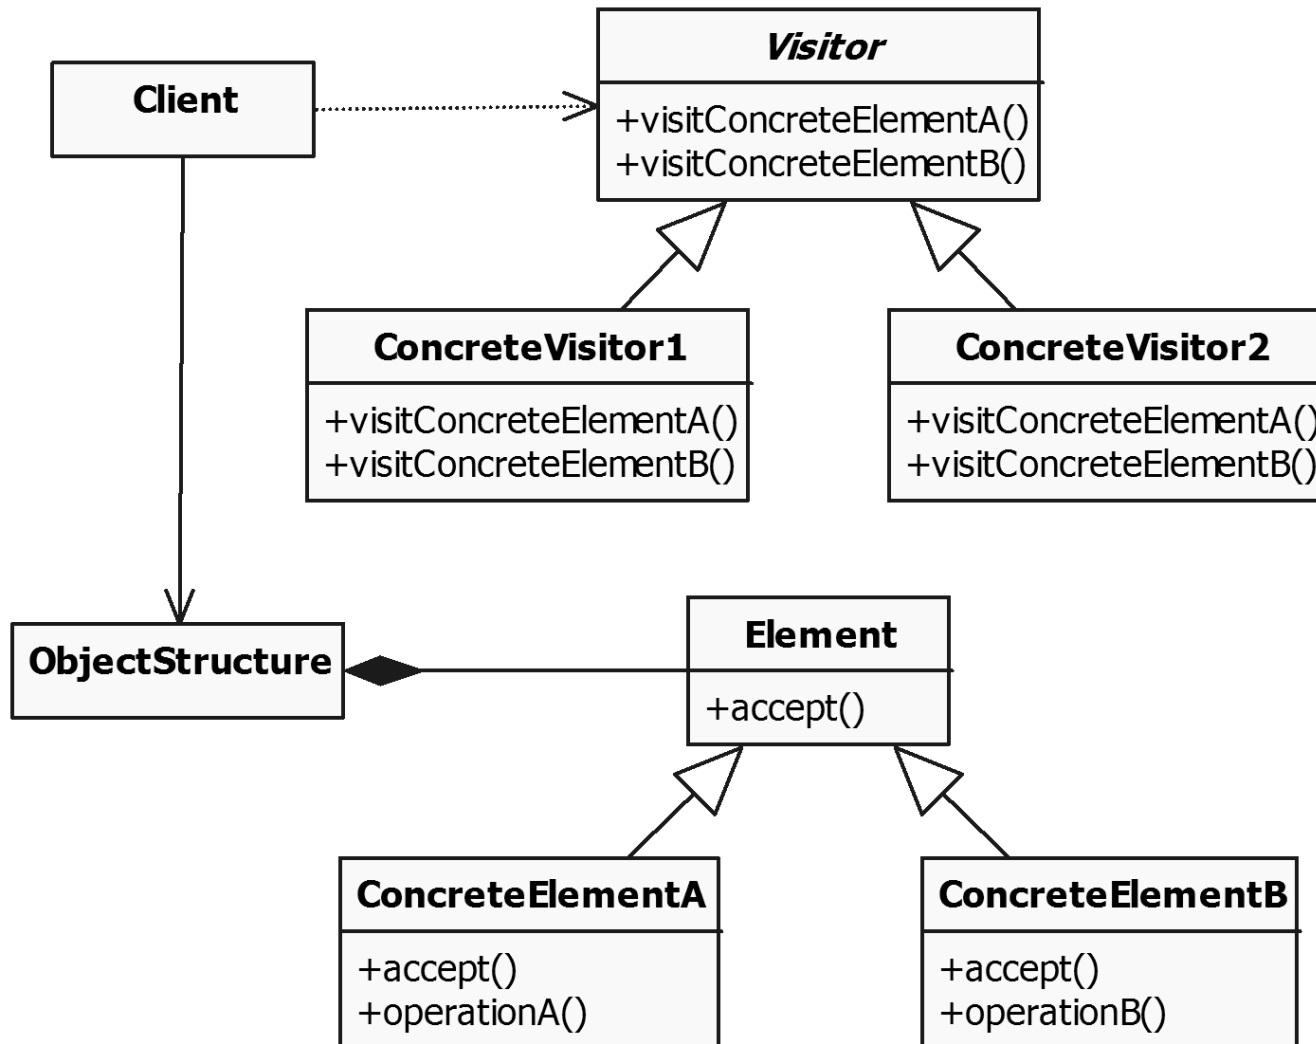 Visitor
+visitConcreteElementA()
+visitConcreteElementB()
Client
ConcreteVisitor1
+visitConcreteElementA()
+visitConcreteElementB()
ConcreteVisitor2
+visitConcreteElementA()
+visitConcreteElementB()
ObjectStructure
Element
+accept()
ConcreteElementA
+accept()
+operationA()
ConcreteElementB
+accept()
+operationB()